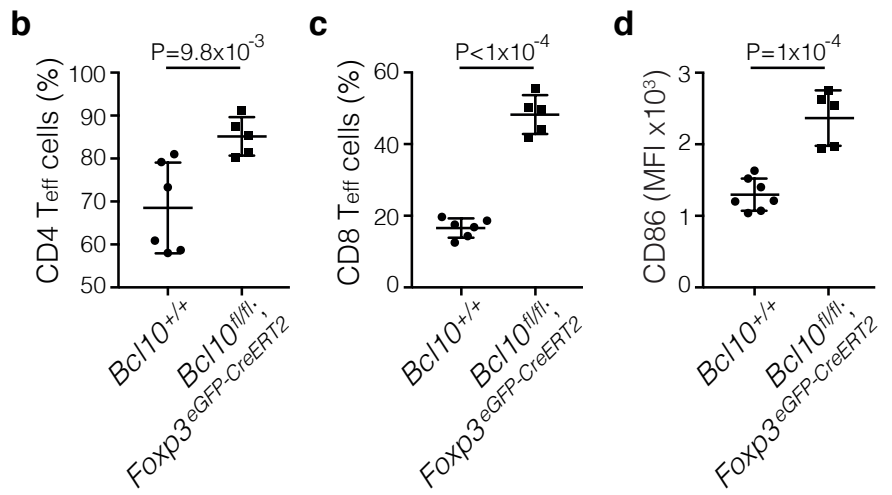 b
P=9.8x10⁻³
CD4 Teff cells (%)
100
90
80
70
60
50
Bcl10+/+
Bcl10fl/fl;
Foxp3eGFP-CreERT2
c
P<1x10⁻⁴
CD8 Teff cells (%)
60
40
20
0
Bcl10+/+
Bcl10fl/fl;
Foxp3eGFP-CreERT2
d
P=1x10⁻⁴
CD86 (MFI x10³)
3
2
1
0
Bcl10+/+
Bcl10fl/fl;
Foxp3eGFP-CreERT2